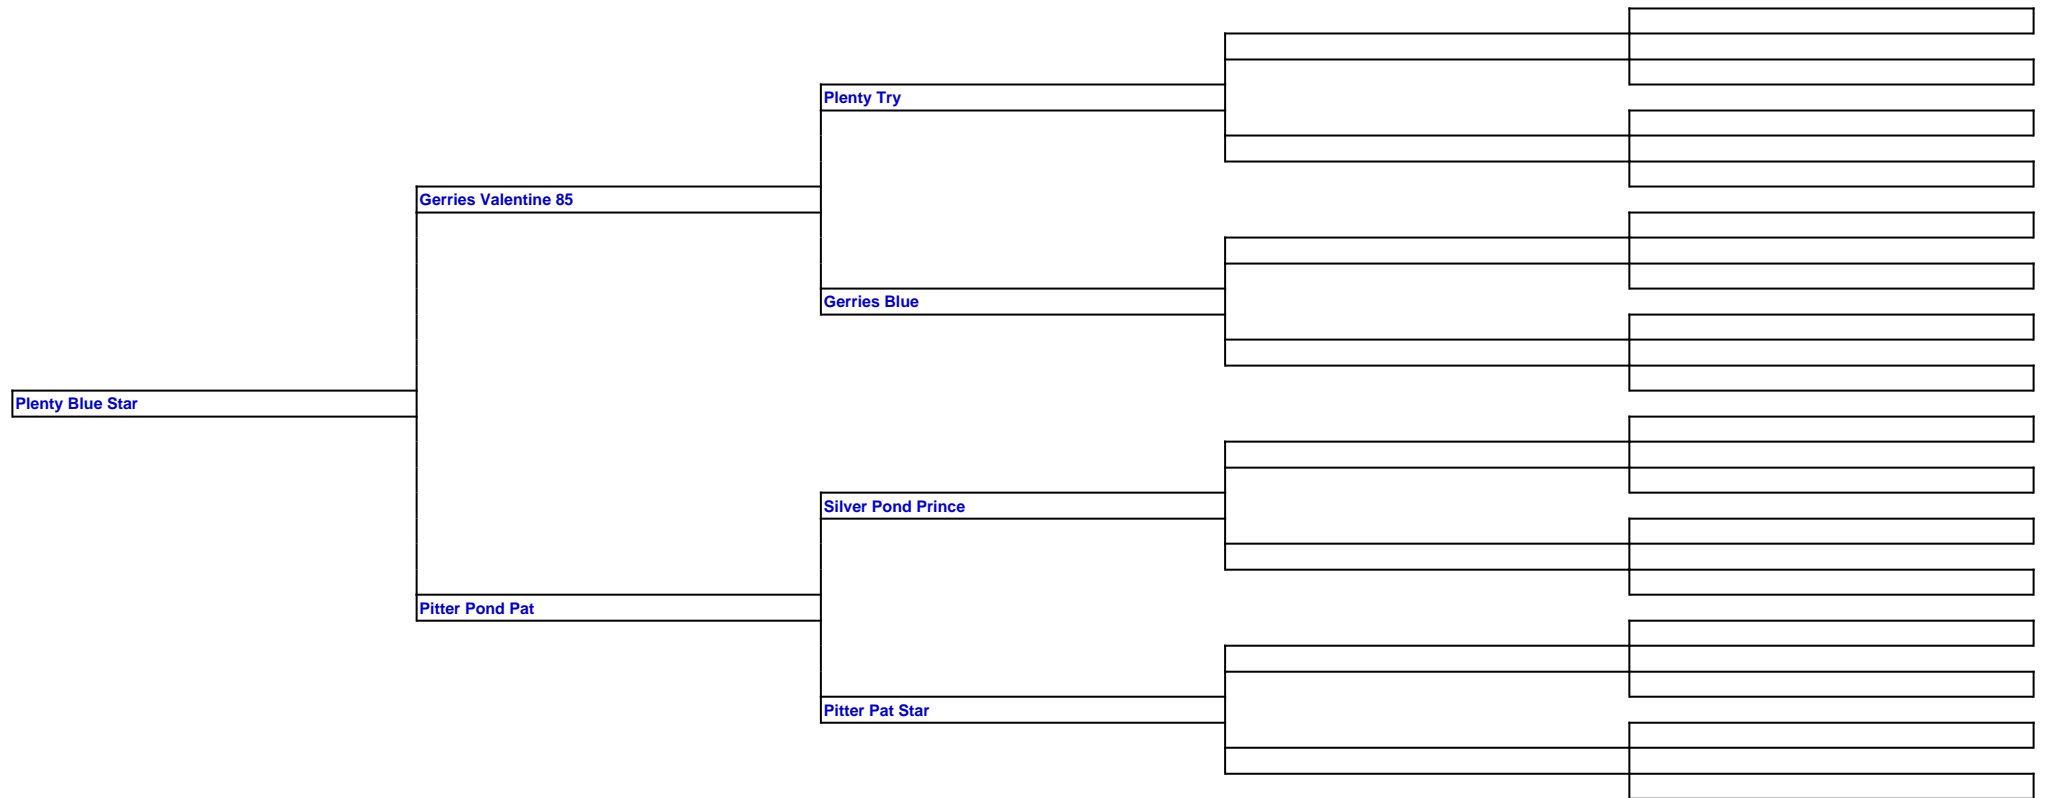 Plenty Try
Gerries Valentine 85
Gerries Blue
Plenty Blue Star
Silver Pond Prince
Pitter Pond Pat
Pitter Pat Star